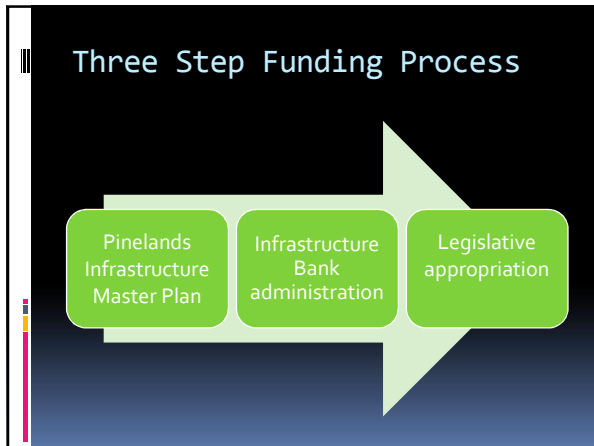 Three Step Funding Process
Pinelands
Infrastructure
Master Plan
Infrastructure
Bank
administration
Legislative
appropriation